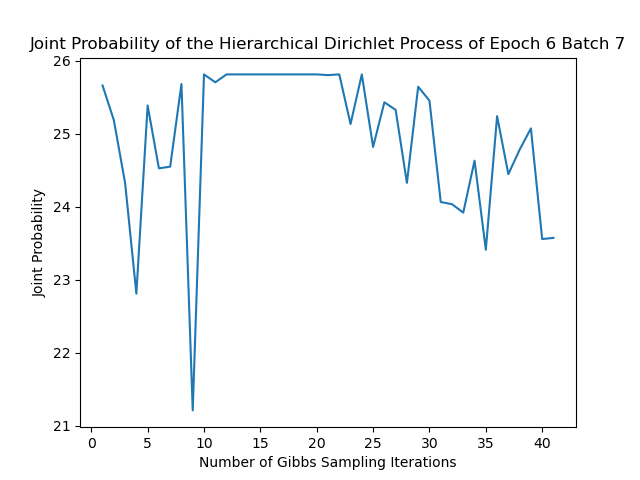 Joint Probability of the Hierarchical Dirichlet Process of Epoch 6 Batch 7
26
25
24
23
22
21
Joint Probability
0 5 10 15 20 25 30 35 40
Number of Gibbs Sampling Iterations